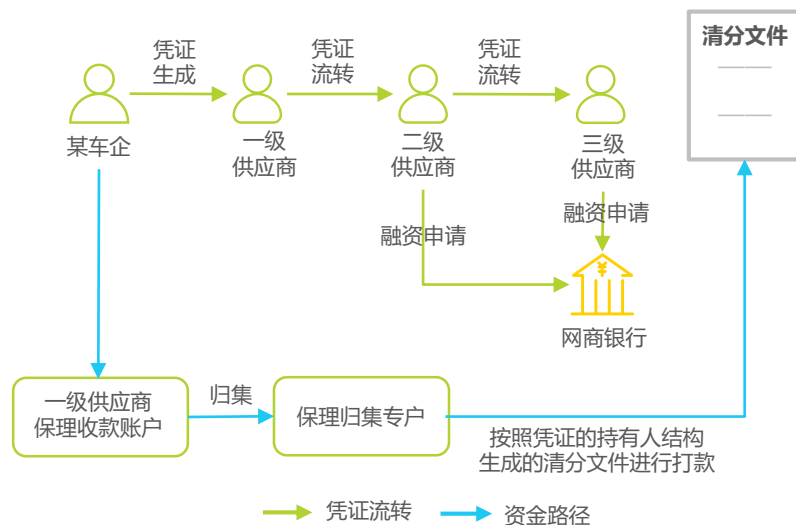 清分文件
凭证
生成
凭证
流转
凭证
流转
某车企
一级
供应商
二级
供应商
三级
供应商
融资申请
融资申请
网商银行
一级供应商
保理收款账户
归集
保理归集专户
按照凭证的持有人结构
生成的清分文件进行打款
凭证流转
资金路径